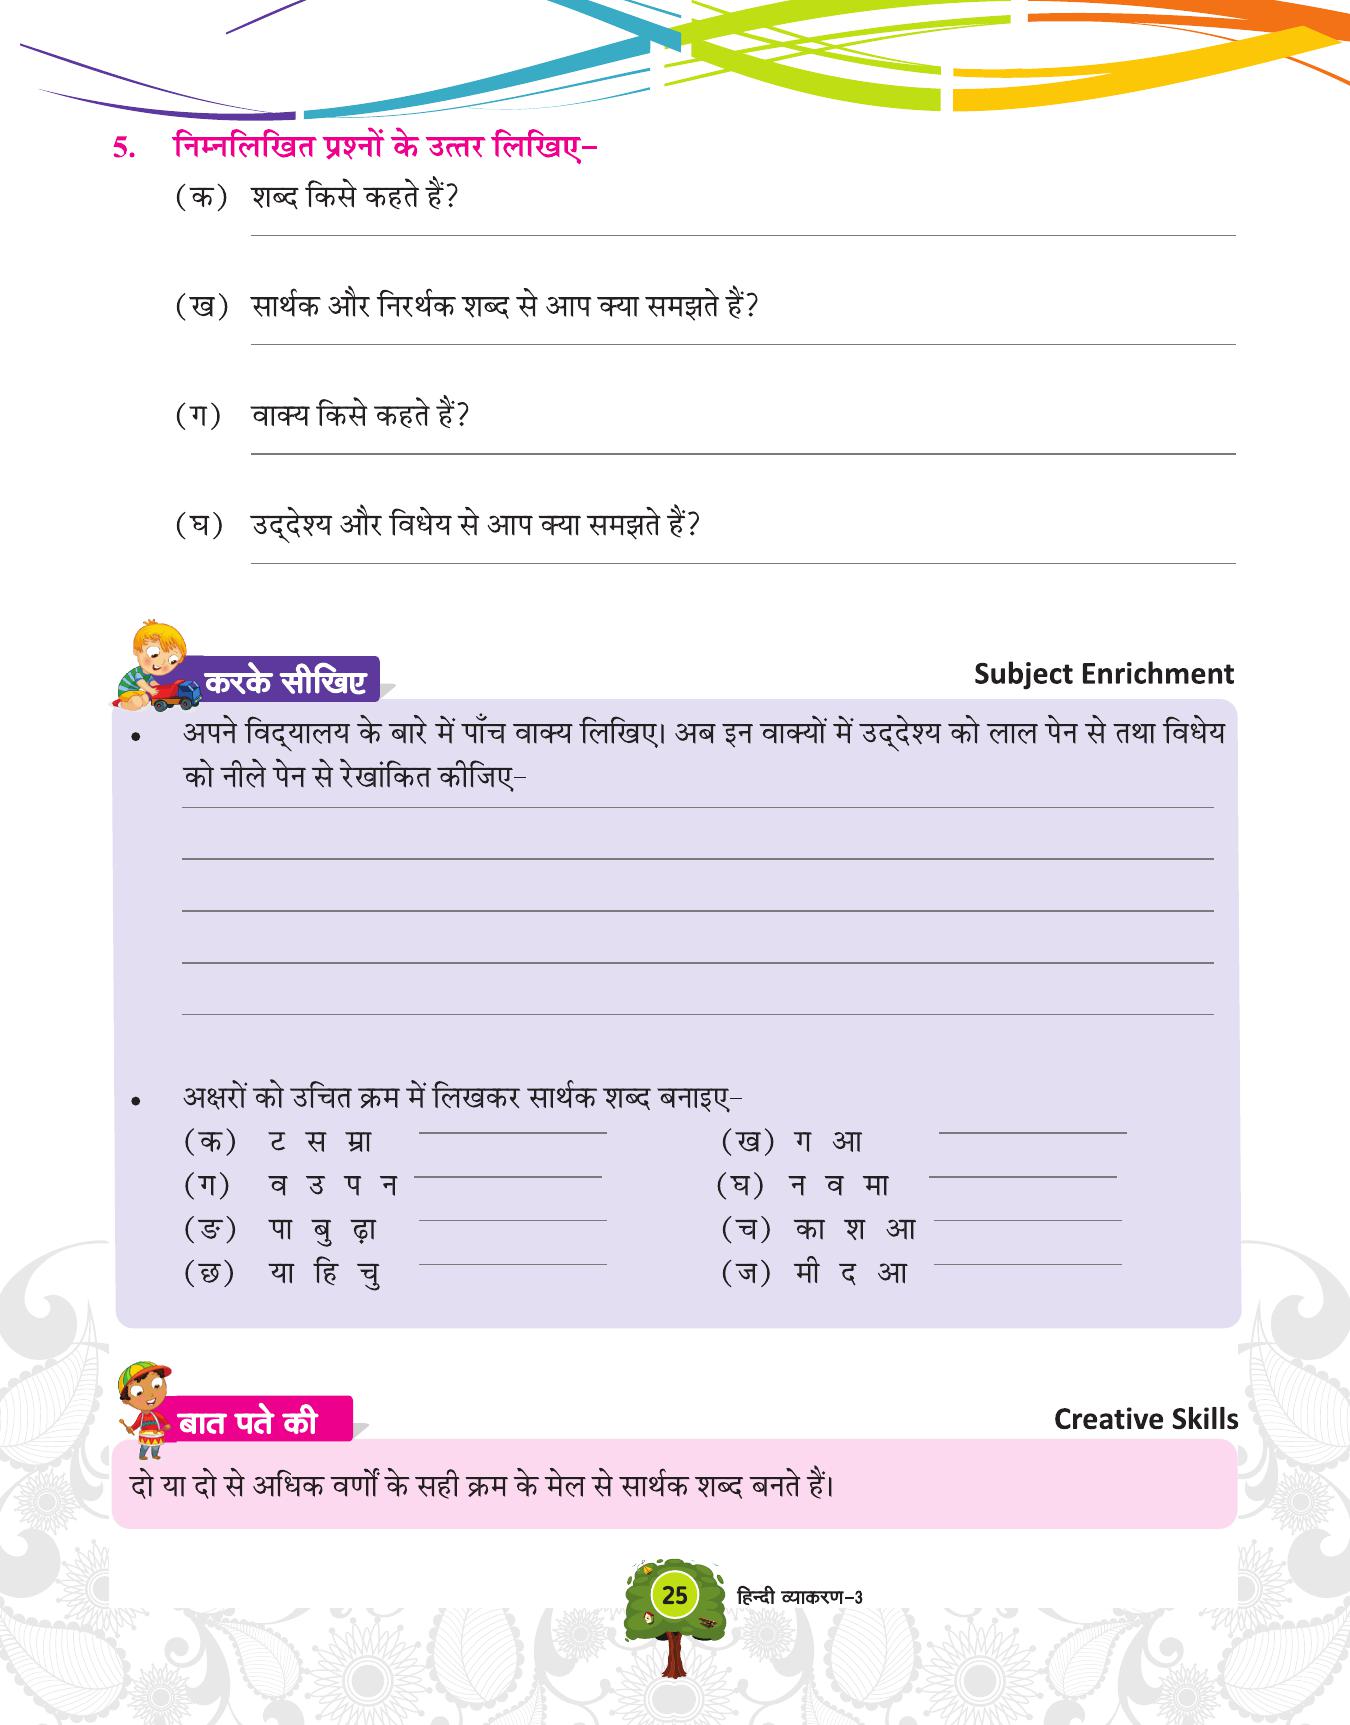 5. निम्नलिखित प्रश्नों के उत्तर लिखिए–
(क) शब्द किसे कहते हैं?
(ख) सार्थक और निरर्थक शब्द से आप क्या समझते हैं?
(ग) वाक्य किसे कहते हैं?
(घ) उद्‌देश्य और विधेय से आप क्या समझते हैं?
करके सीखिए
Subject Enrichment
• अपने विद्‌यालय के बारे में पाँच वाक्य लिखिए। अब इन वाक्यों में उद्‌देश्य को लाल पेन से तथा विधेय
को नीले पेन से रेखांकित कीजिए–
• अक्षरों को उचित क्रम में लिखकर सार्थक शब्द बनाइए–
(क) ट स म्रा (ख) ग आ
(ग) व उ प न (घ) न व मा
(ङ) पा बु ढ़ा (च) का श आ
(छ) या हि चु (ज) मी द आ
बात पते की
Creative Skills
दो या दो से अधिक वर्णों के सही क्रम के मेल से सार्थक शब्द बनते हैं।
25 हिन्दी व्याकरण–3